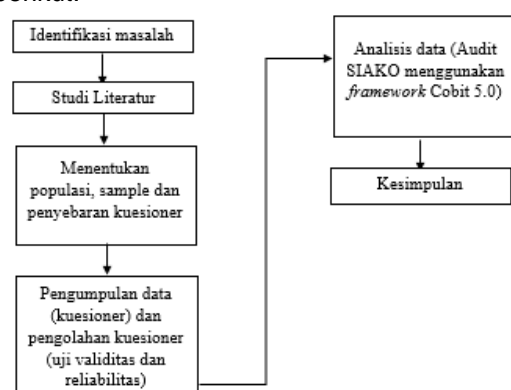 Identifikasi masalah
Studi Literatur
Menentukan
populasi, sample dan
penyebaran kuesioner
Pengumpulan data
(kuesioner) dan
pengolahan kuesioner
(uji validitas dan
reliabilitas)
Analisis data (Audit
SIAKO menggunakan
framework Cobit 5.0)
Kesimpulan